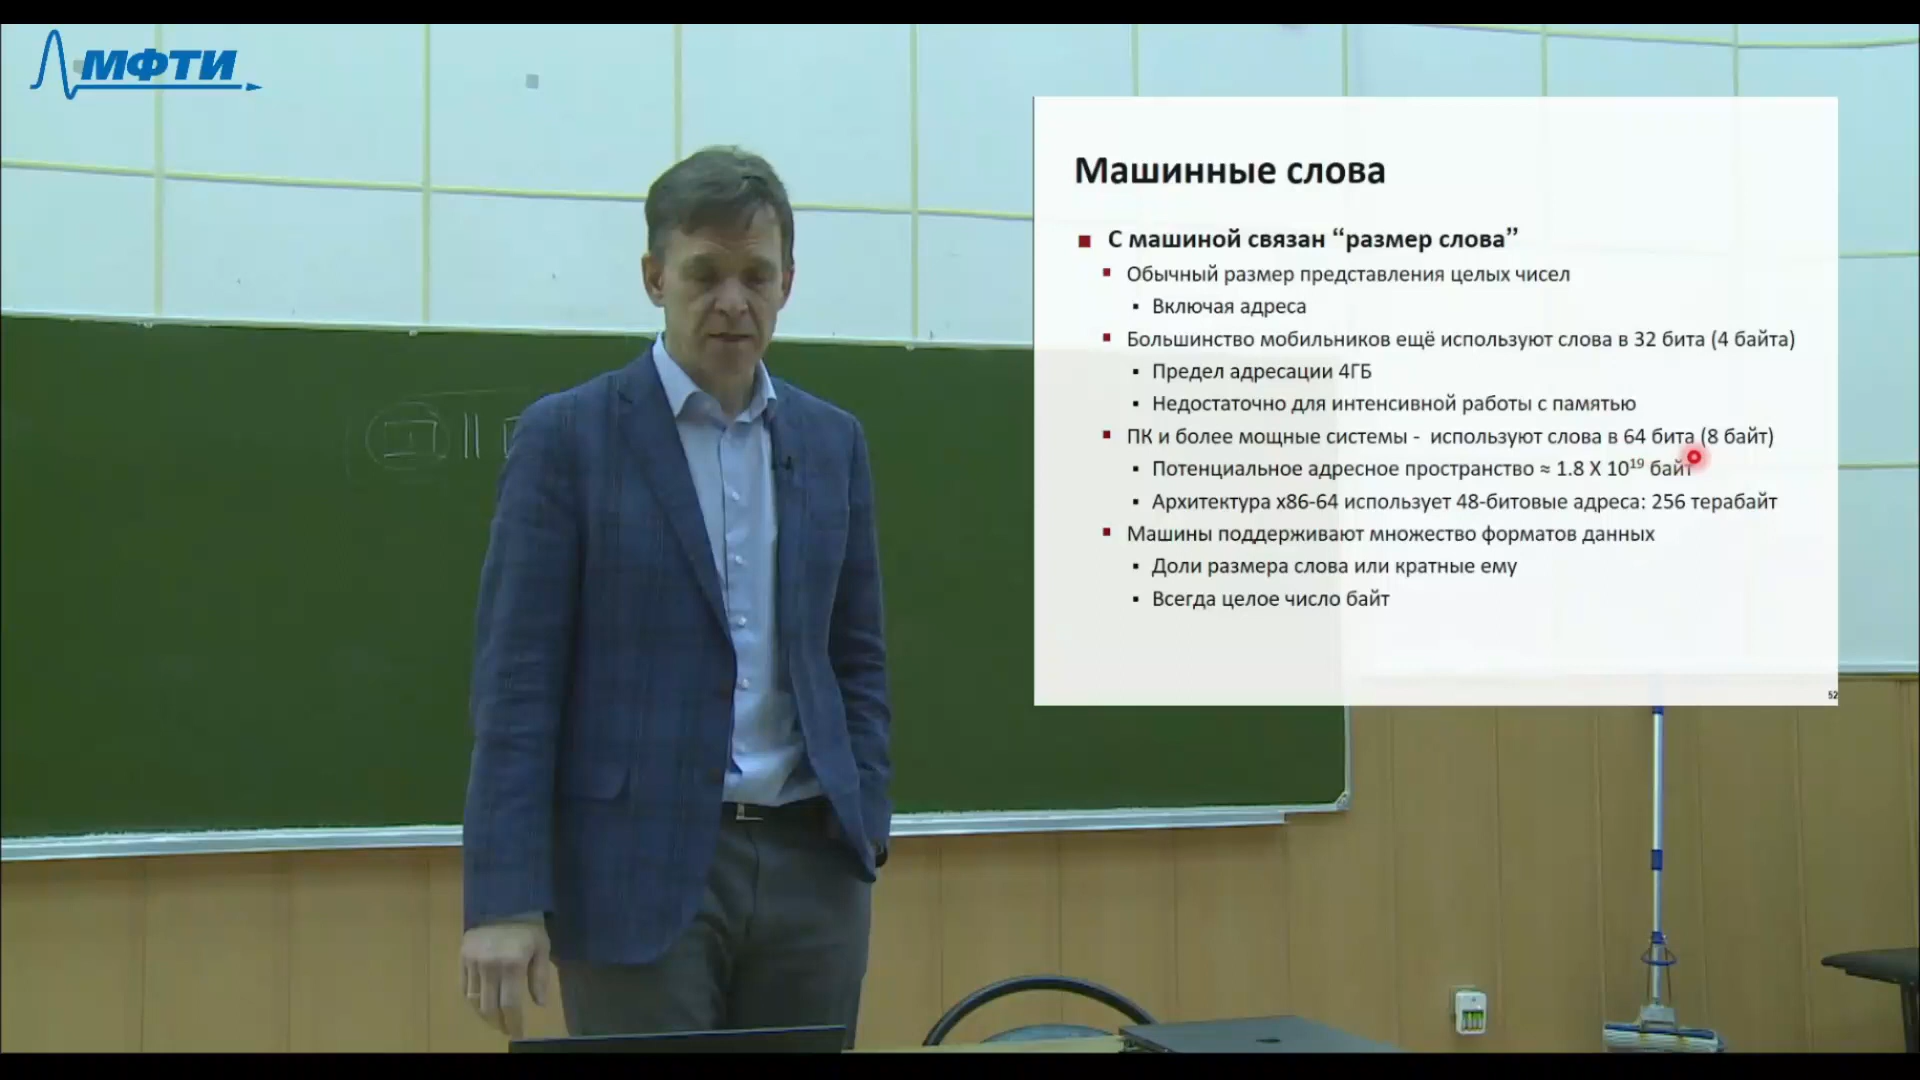 МФТИ
Машинные слова
С машиной связан “размер слова”
Обычный размер представления целых чисел
Включая адреса
Большинство мобильников ещё используют слова в 32 бита (4 байта)
Предел адресации 4ГБ
Недостаточно для интенсивной работы с памятью
ПК и более мощные системы - используют слова в 64 бита (8 байт)
Потенциальное адресное пространство ≈ 1.8 X 10¹⁹ байт
Архитектура x86-64 использует 48-битовые адреса: 256 терабайт
Машины поддерживают множество форматов данных
Доли размера слова или кратные ему
Всегда целое число байт
52